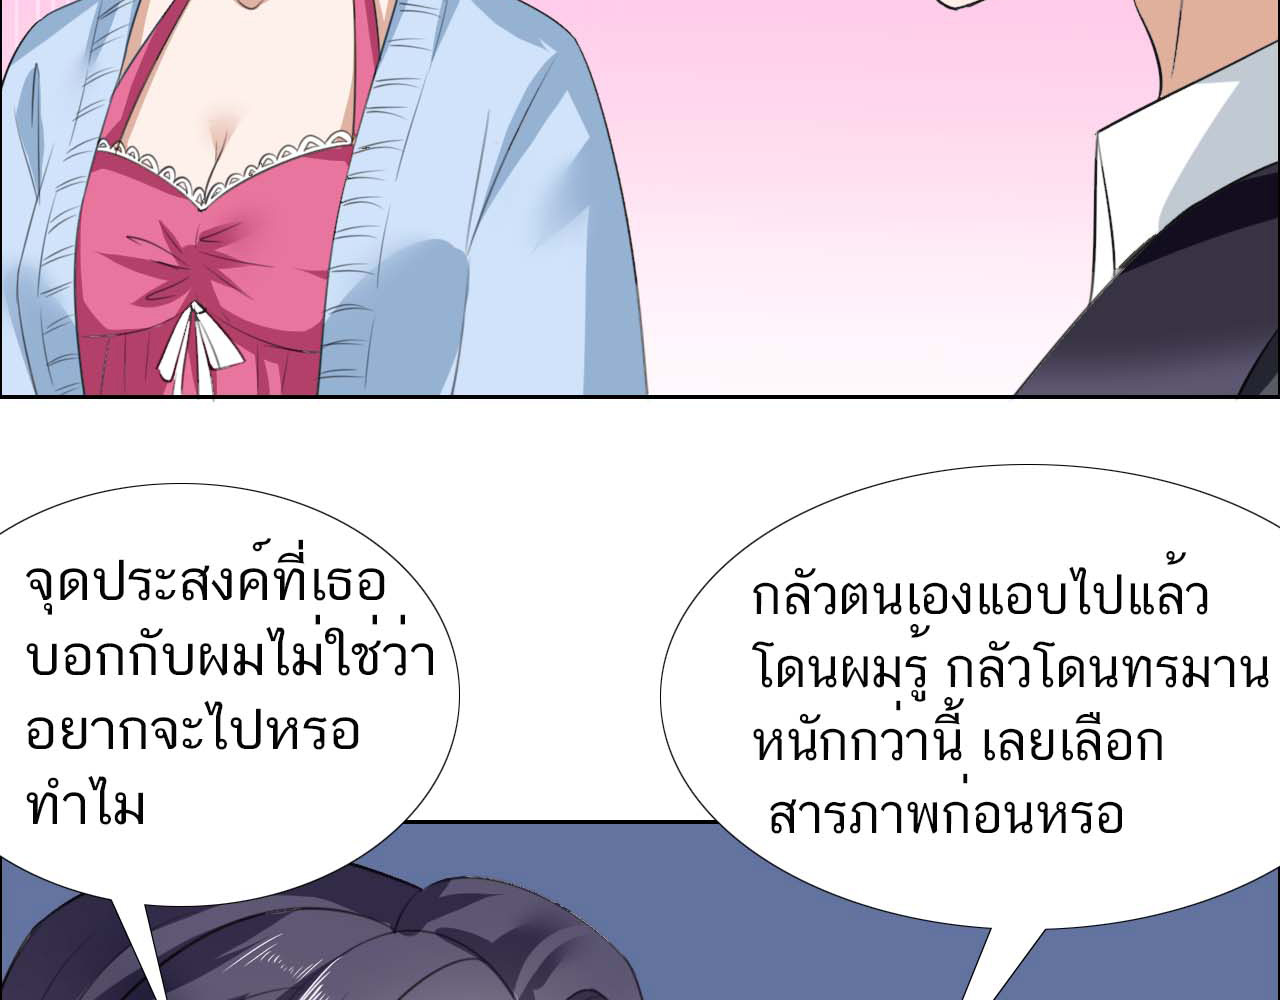 จุดประสงค์ที่เธอ
บอกกับผมไม่ใช่ว่า
อยากจะไปหรอ
ทำไม
กลัวตนเองแอบไปแล้ว
โดนผมรู้ กลัวโดนทรมาน
หนักกว่านี้ เลยเลือก
สารภาพก่อนหรอ